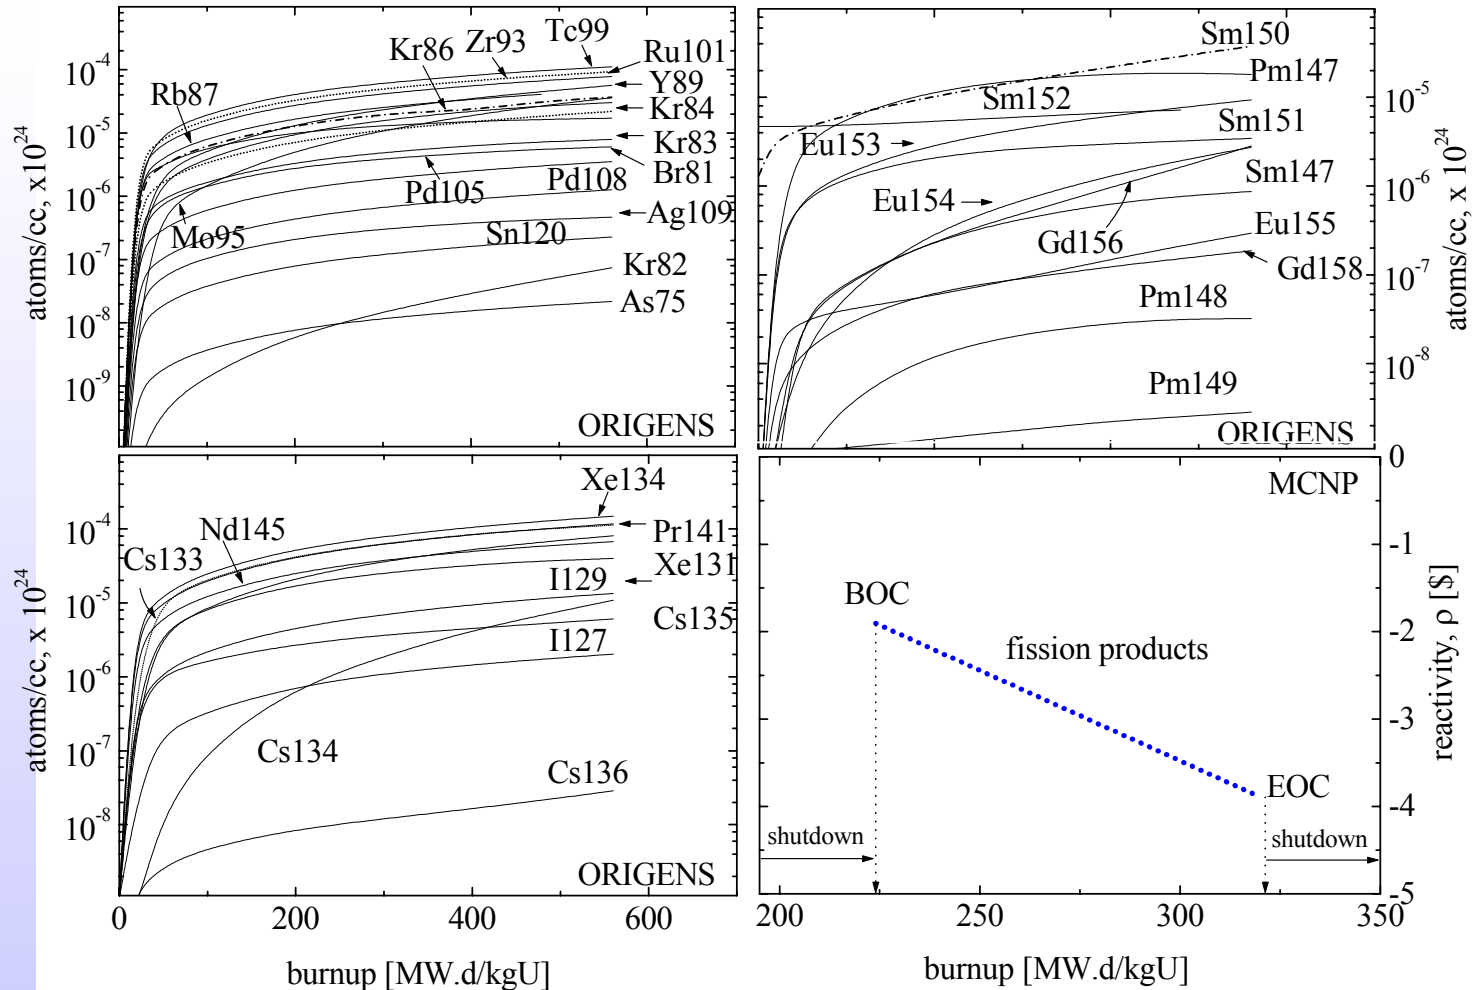 atoms/cc, x10^24
10^-4
10^-5
10^-6
10^-7
10^-8
10^-9
Rb87
Kr86
Zr93
Tc99
Ru101
Y89
Kr84
Kr83
Br81
Pd105
Pd108
Mo95
Ag109
Sn120
Kr82
As75
ORIGENS
Sm150
Pm147
Sm152
Sm151
Eu153
Sm147
Eu154
Gd156
Eu155
Gd158
Pm148
Pm149
ORIGENS
10^-5
10^-6
10^-7
10^-8
atoms/cc, x 10^24
atoms/cc, x 10^24
10^-4
10^-5
10^-6
10^-7
10^-8
Xe134
Nd145
Cs133
Pr141
Xe131
I129
Cs135
I127
Cs134
Cs136
ORIGENS
0 200 400 600
burnup [MW.d/kgU]
MCNP
BOC
fission products
EOC
shutdown
shutdown
0
-1
-2
-3
-4
-5
reactivity, ρ [$]
200 250 300 350
burnup [MW.d/kgU]